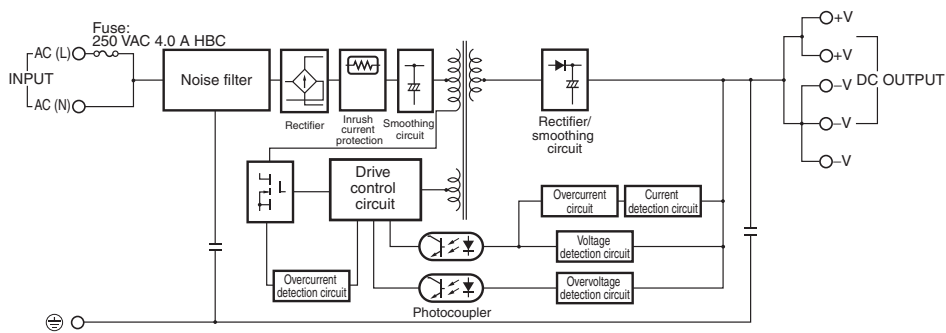 Fuse:
250 VAC 4.0 A HBC
AC (L)
INPUT
AC (N)
Noise filter
Rectifier
Inrush
current
protection
Smoothing
circuit
Rectifier/
smoothing
circuit
+V
+V
–V
DC OUTPUT
–V
–V
Drive
control
circuit
Overcurrent
circuit
Current
detection circuit
Voltage
detection circuit
Overcurrent
detection circuit
Overvoltage
detection circuit
Photocoupler